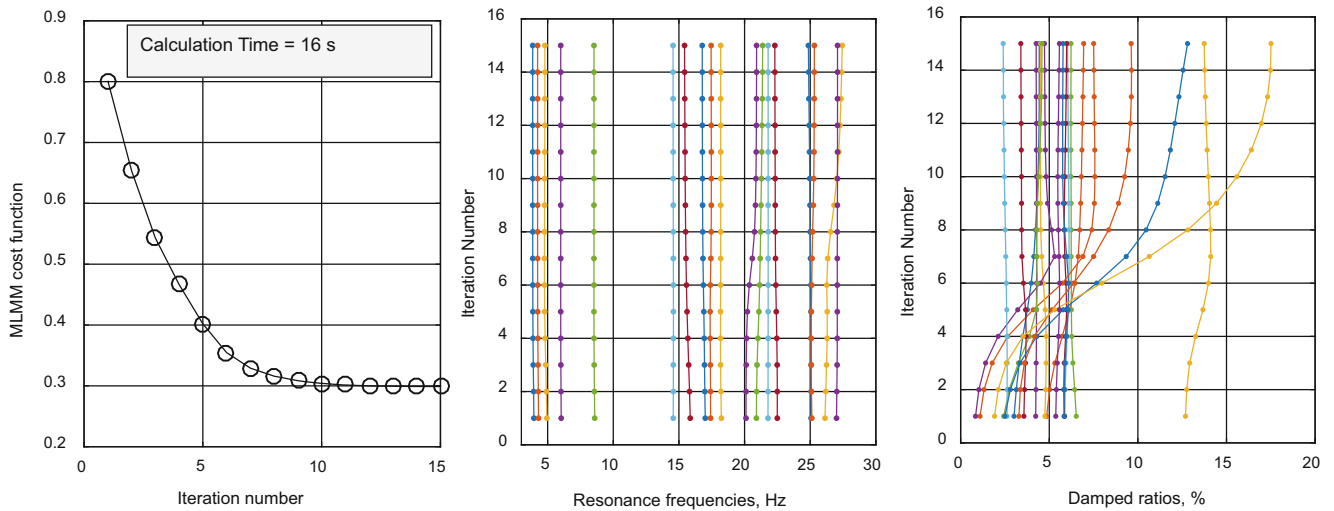 Calculation Time = 16 s
MLMM cost function
0.9
0.8
0.7
0.6
0.5
0.4
0.3
0.2
0 5 10 15
Iteration number
Iteration Number
16
14
12
10
8
6
4
2
0
5 10 15 20 25 30
Resonance frequencies, Hz
Iteration Number
16
14
12
10
8
6
4
2
0
0 5 10 15 20
Damped ratios, %